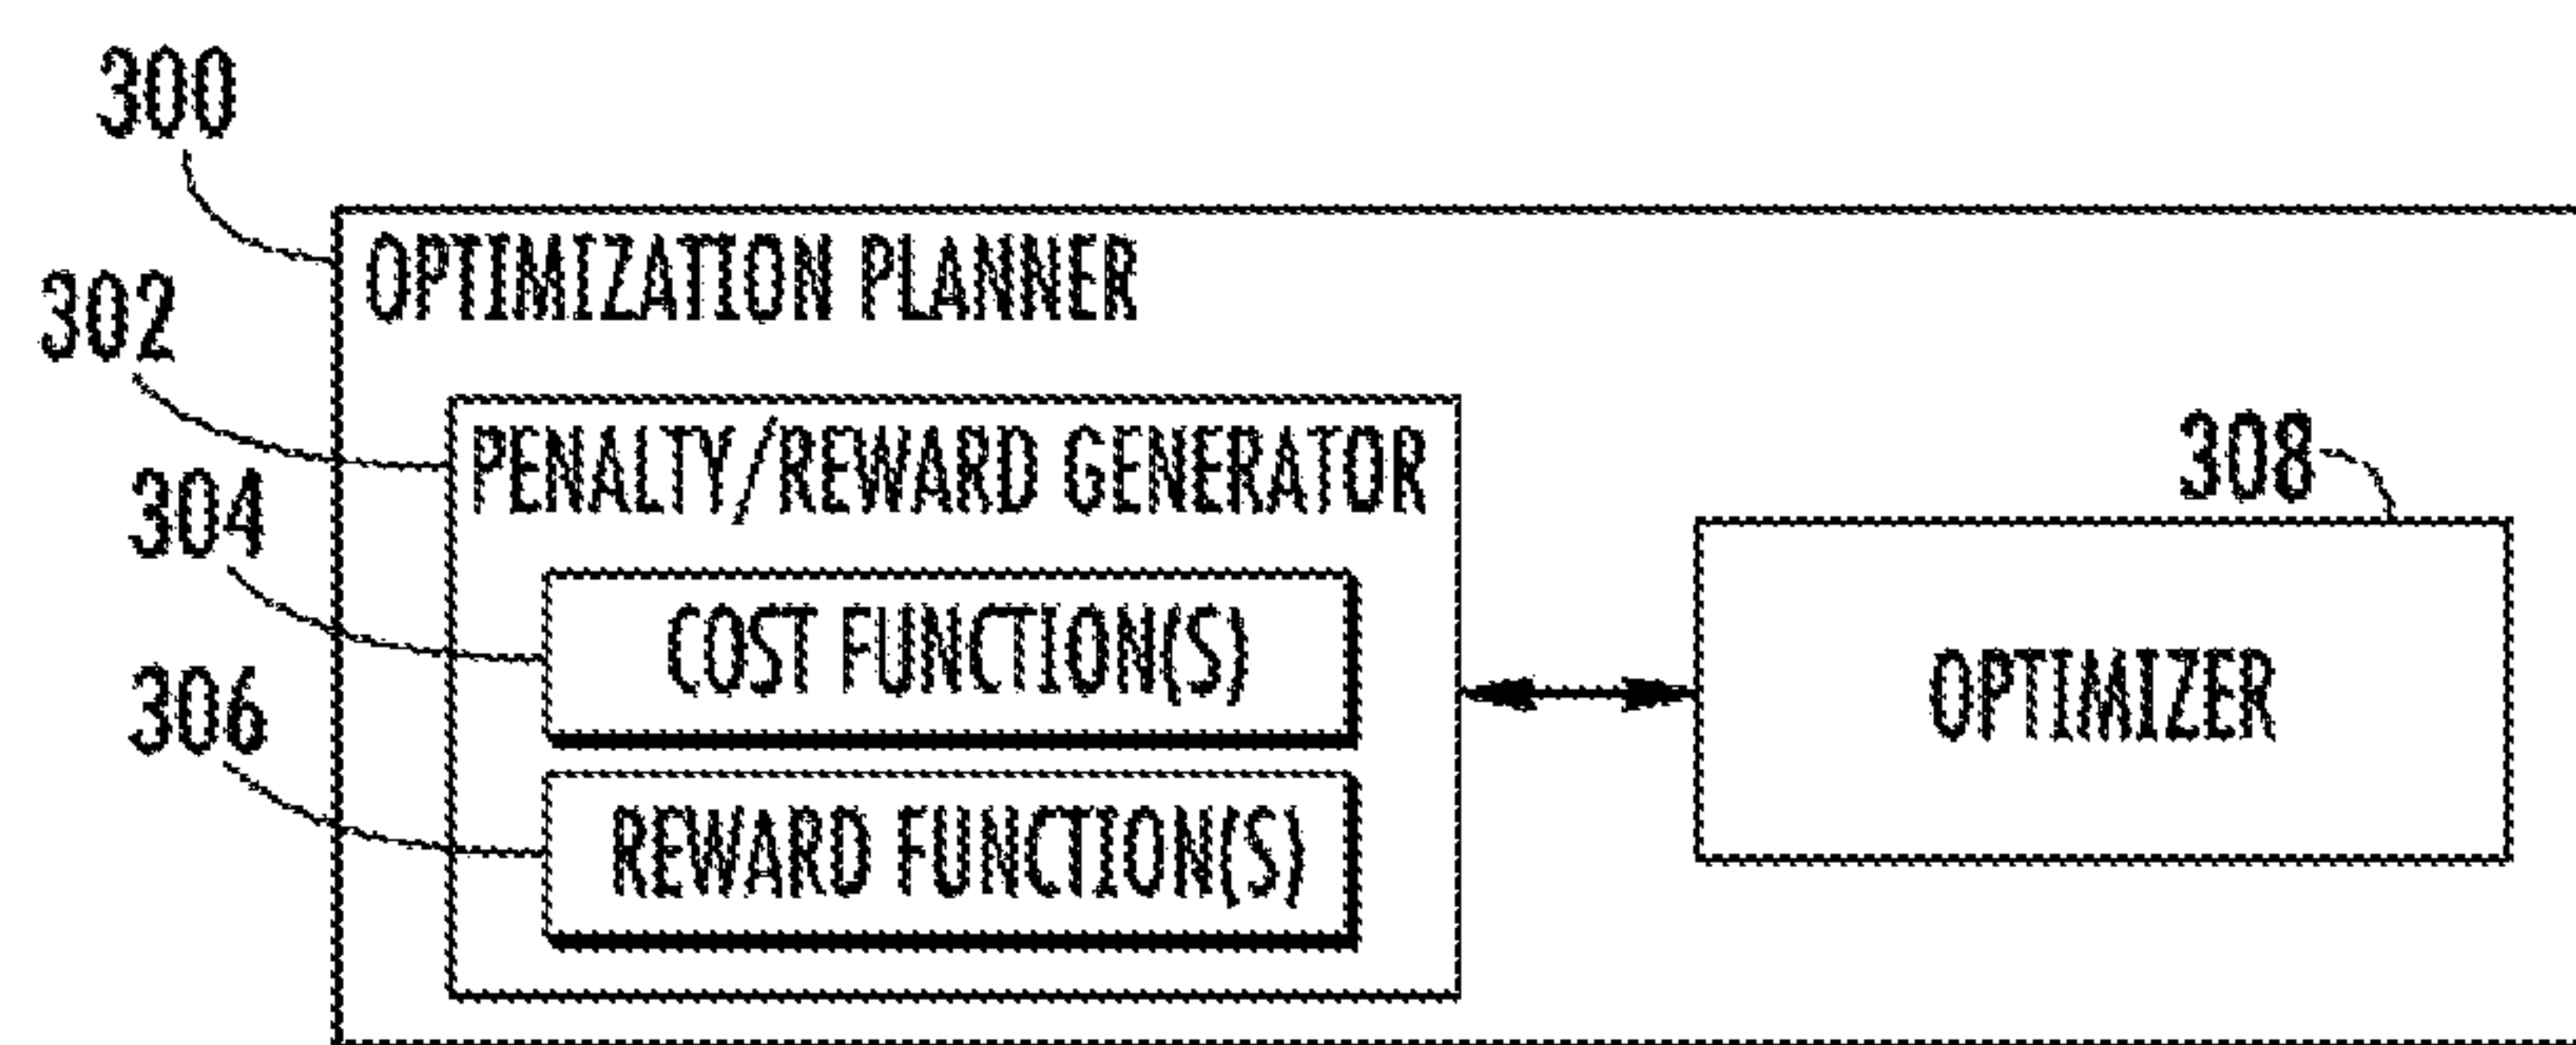 300
OPTIMIZATION PLANNER
302
PENALTY/REWARD GENERATOR
308
304
COST FUNCTION(S)
OPTIMIZER
306
REWARD FUNCTION(S)